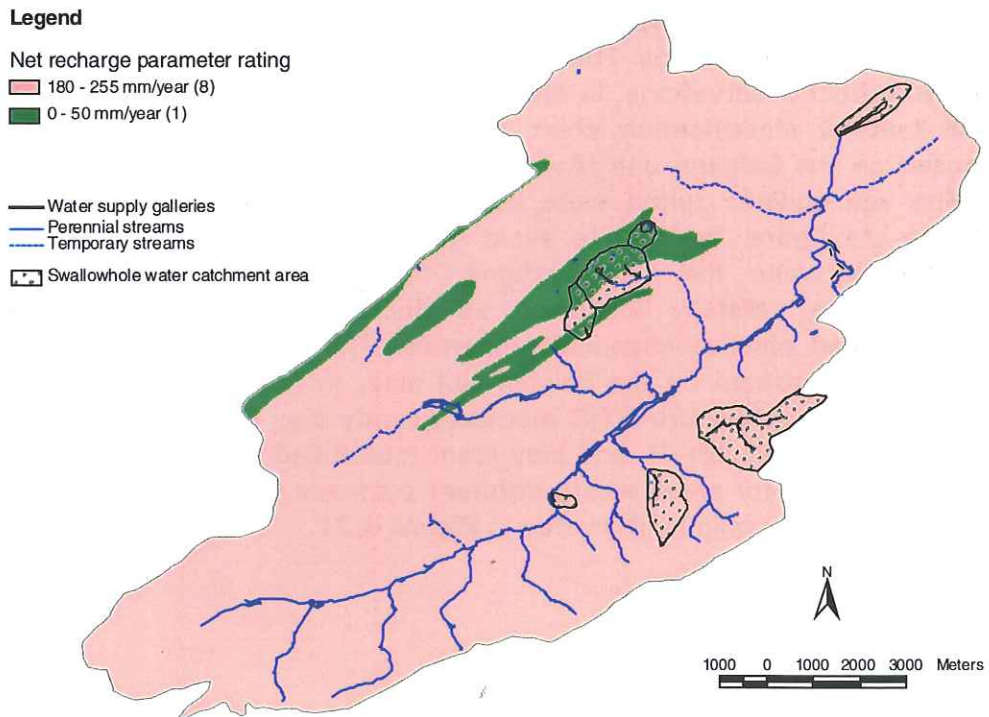 Legend
Net recharge parameter rating
180 - 255 mm/year (8)
0 - 50 mm/year (1)
Water supply galleries
Perennial streams
Temporary streams
Swallowhole water catchment area
N
1000 0 1000 2000 3000 Meters